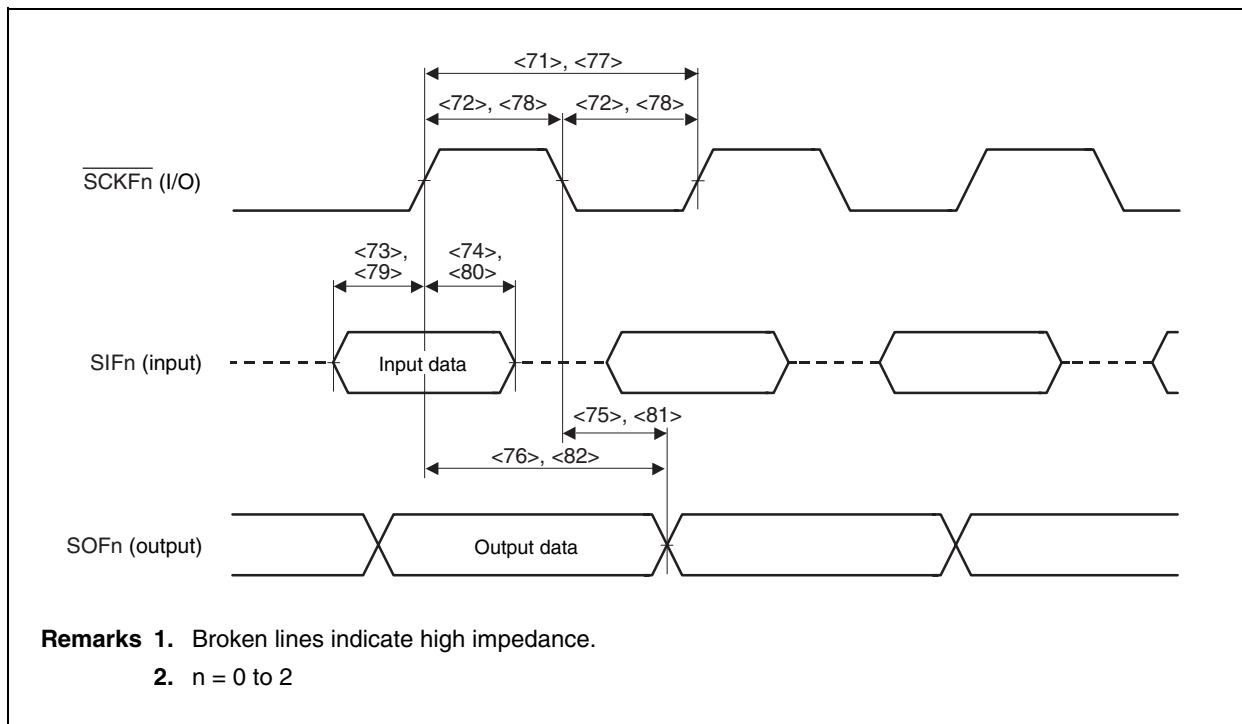 <71>, <77>
<72>, <78> <72>, <78>
SCKFn (I/O)
<73>, <74>,
<79> <80>
SIFn (input) Input data
<75>, <81>
<76>, <82>
SOFn (output) Output data
Remarks 1. Broken lines indicate high impedance.
2. n = 0 to 2